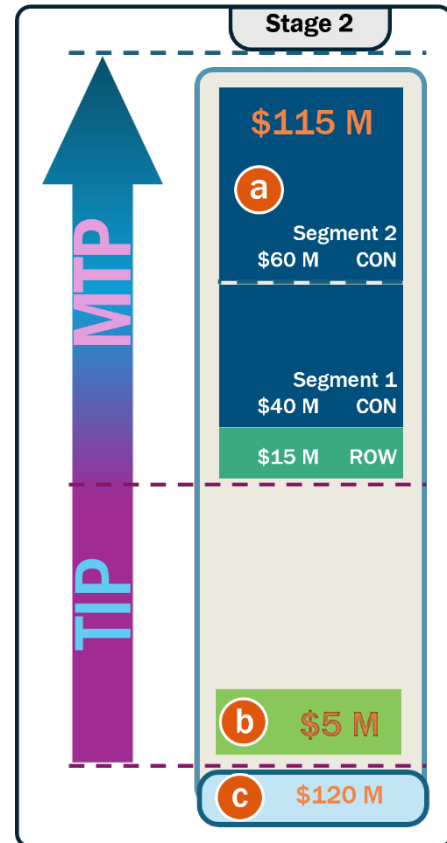 Stage 2
$115 M
a
Segment 2
$60 M CON
Segment 1
$40 M CON
$15 M ROW
MTP
TIP
b $5 M
c $120 M